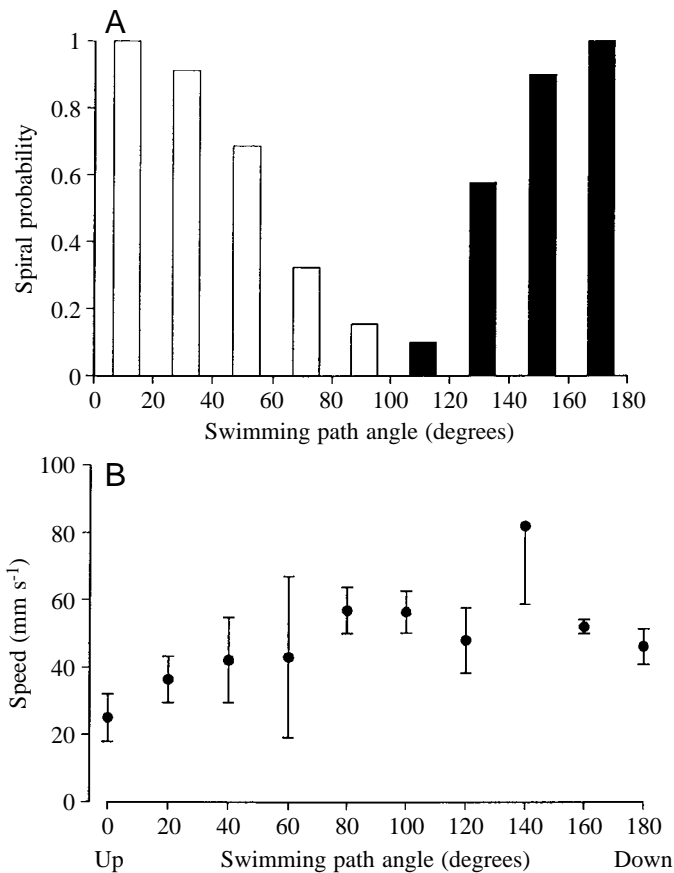 A
1
0.8
0.6
0.4
0.2
0
Spiral probability
0 20 40 60 80 100 120 140 160 180
Swimming path angle (degrees)
B
100
80
60
40
20
0
Speed (mm s⁻¹)
0 20 40 60 80 100 120 140 160 180
Up Swimming path angle (degrees) Down